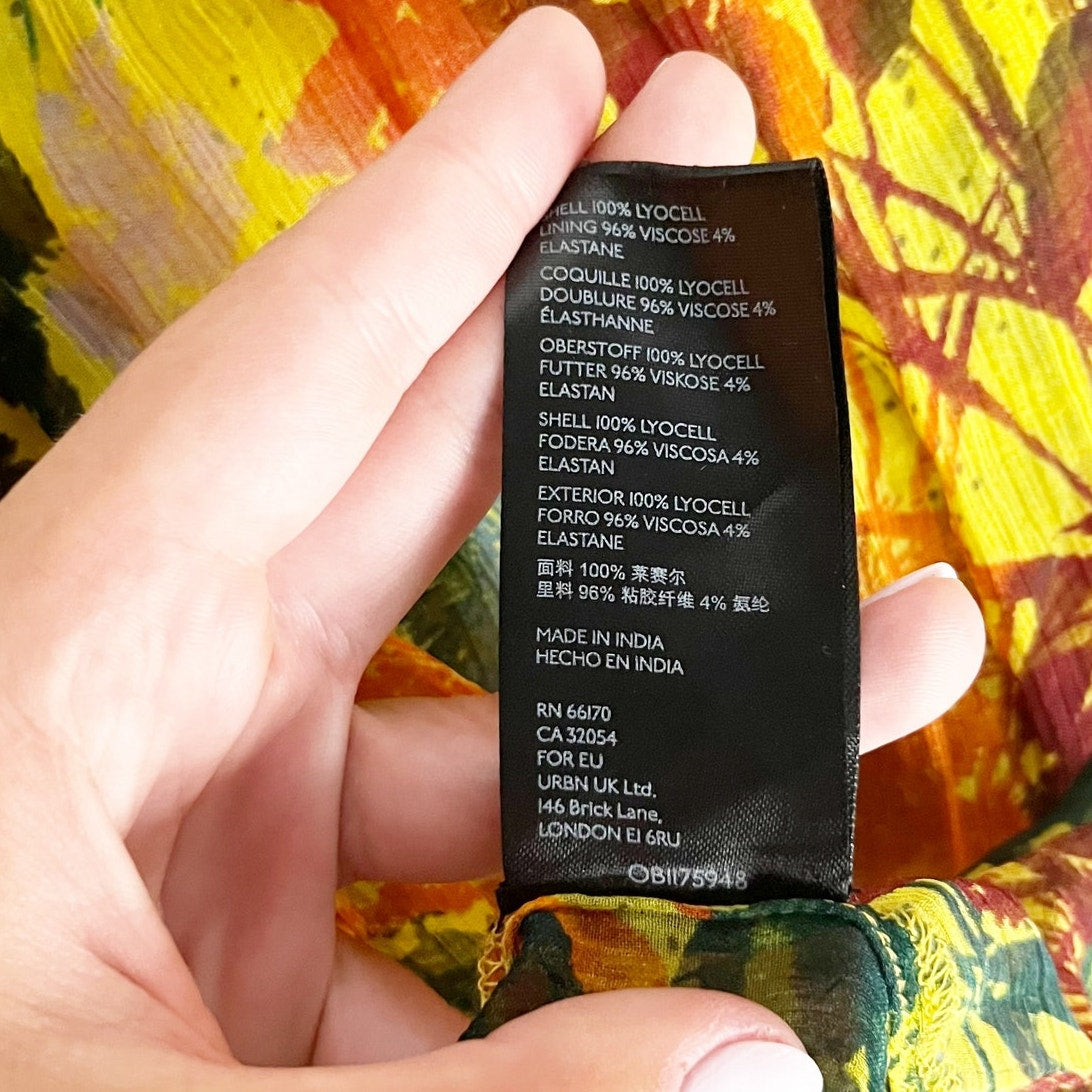 SHELL 100% LYOCELL
LINING 96% VISCOSE 4%
ELASTANE
COQUILLE 100% LYOCELL
DOUBLURE 96% VISCOSE 4%
ÉLASTHANNE
OBERSTOFF 100% LYOCELL
FUTTER 96% VISKOSE 4%
ELASTAN
SHELL 100% LYOCELL
FODERA 96% VISCOSA 4%
ELASTAN
EXTERIOR 100% LYOCELL
FORRO 96% VISCOSA 4%
ELASTANE
面料 100% 莱赛尔
里料 96% 粘胶纤维 4% 氨纶
MADE IN INDIA
HECHO EN INDIA
RN 66170
CA 32054
FOR EU
URBN UK Ltd.
146 Brick Lane,
LONDON E1 6RU
OB1175948